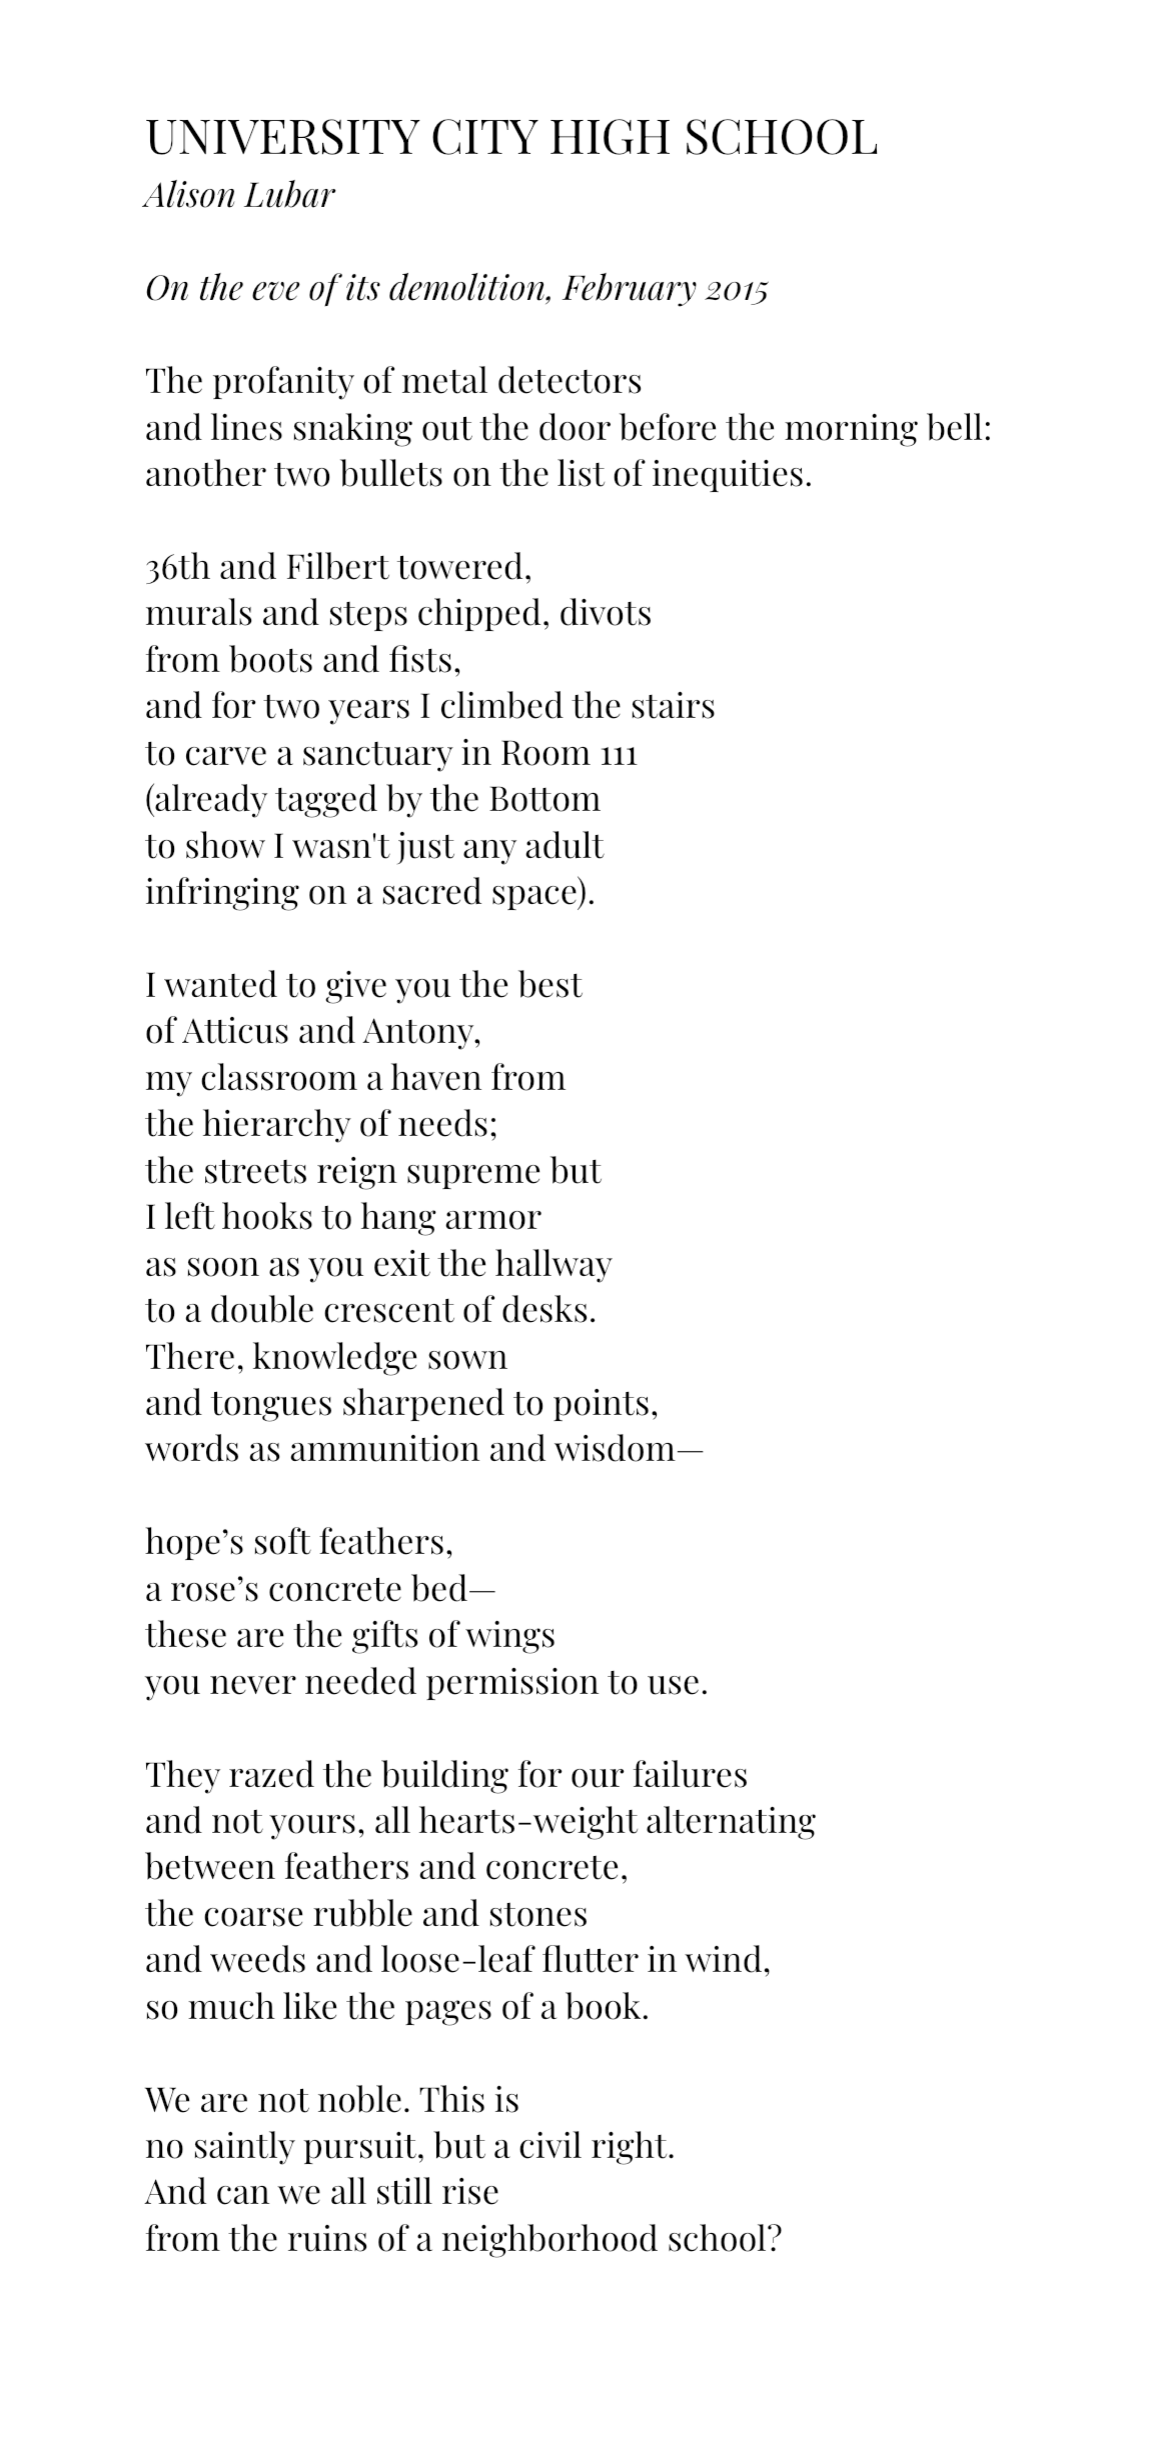 UNIVERSITY CITY HIGH SCHOOL
Alison Lubar
On the eve of its demolition, February 2015
The profanity of metal detectors
and lines snaking out the door before the morning bell:
another two bullets on the list of inequities.
36th and Filbert towered,
murals and steps chipped, divots
from boots and fists,
and for two years I climbed the stairs
to carve a sanctuary in Room 111
(already tagged by the Bottom
to show I wasn't just any adult
infringing on a sacred space).
I wanted to give you the best
of Atticus and Antony,
my classroom a haven from
the hierarchy of needs;
the streets reign supreme but
I left hooks to hang armor
as soon as you exit the hallway
to a double crescent of desks.
There, knowledge sown
and tongues sharpened to points,
words as ammunition and wisdom—
hope’s soft feathers,
a rose’s concrete bed—
these are the gifts of wings
you never needed permission to use.
They razed the building for our failures
and not yours, all hearts-weight alternating
between feathers and concrete,
the coarse rubble and stones
and weeds and loose-leaf flutter in wind,
so much like the pages of a book.
We are not noble. This is
no saintly pursuit, but a civil right.
And can we all still rise
from the ruins of a neighborhood school?